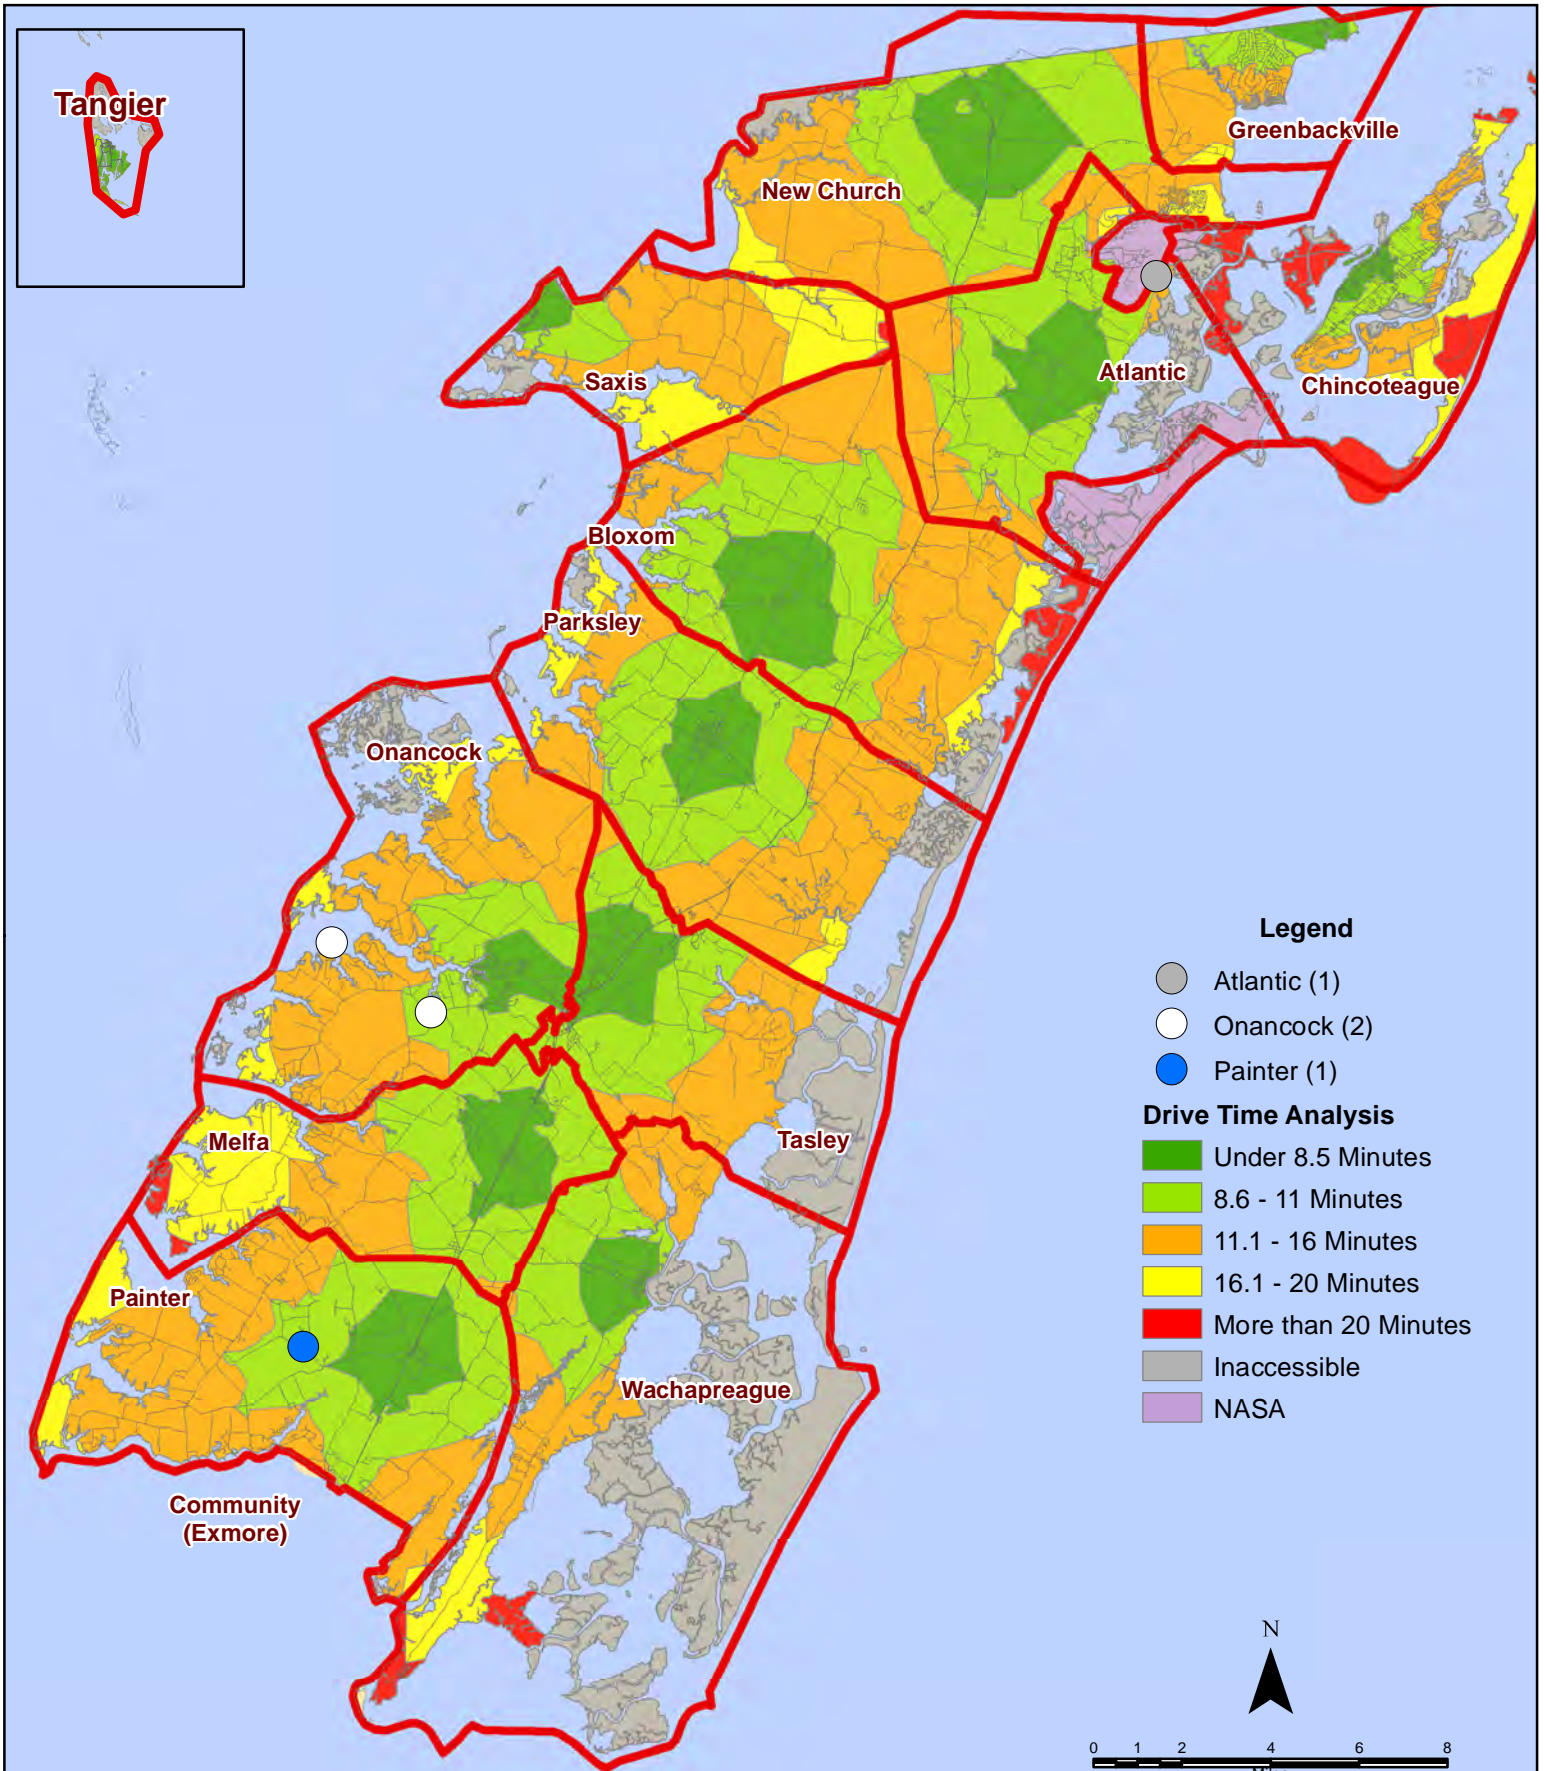 Tangier
Greenbackville
New Church
Atlantic
Chincoteague
Saxis
Bloxom
Parksley
Onancock
Legend
Atlantic (1)
Onancock (2)
Painter (1)
Drive Time Analysis
Under 8.5 Minutes
8.6 - 11 Minutes
11.1 - 16 Minutes
16.1 - 20 Minutes
More than 20 Minutes
Inaccessible
NASA
Melfa
Tasley
Painter
Wachapreague
Community
(Exmore)
N
0 1 2 4 6 8